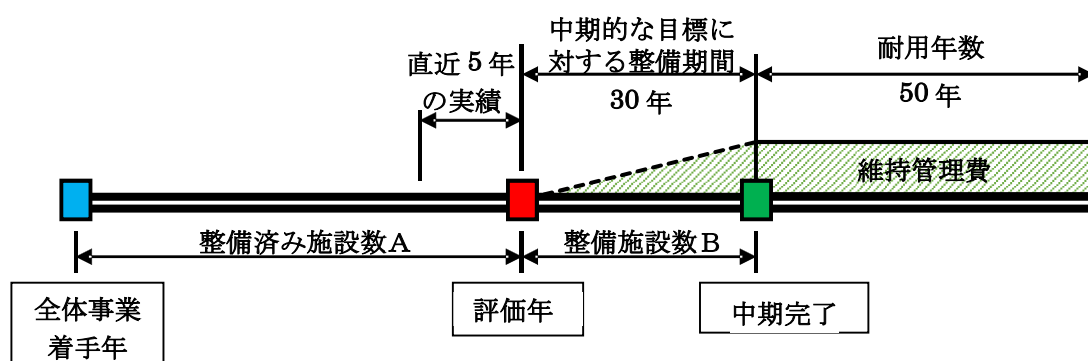 直近５年
の実績
中期的な目標に
対する整備期間
30 年
耐用年数
50 年
維持管理費
整備済み施設数A
整備施設数B
全体事業
着手年
評価年
中期完了